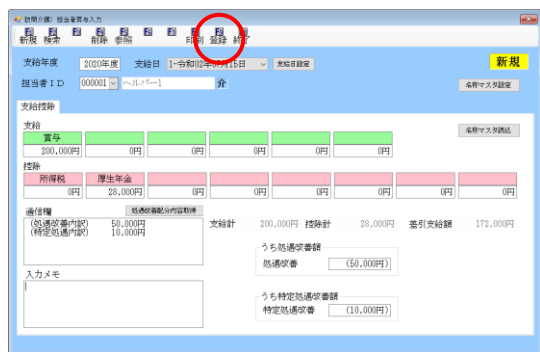 訪問介護) 担当者賞与入力
新規 検索 削除 参照 印刷 登録 終了
支給年度 2020年度 支給日 1-令和02年07月15日 支給日設定 新規
担当者ID 000001 ヘルパー1 介 名称マスタ設定
支給控除
支給 名称マスタ読込
賞与
200,000円 0円 0円 0円 0円 0円
控除
所得税 厚生年金
0円 28,000円 0円 0円 0円 0円 0円 0円
通信欄 処遇改善配分内容取得
(処遇改善内訳) 50,000円
(特定処遇内訳) 10,000円
支給計 200,000円 控除計 28,000円 差引支給額 172,000円
うち処遇改善額
処遇改善 (50,000円)
入力メモ
うち特定処遇改善額
特定処遇改善 (10,000円)